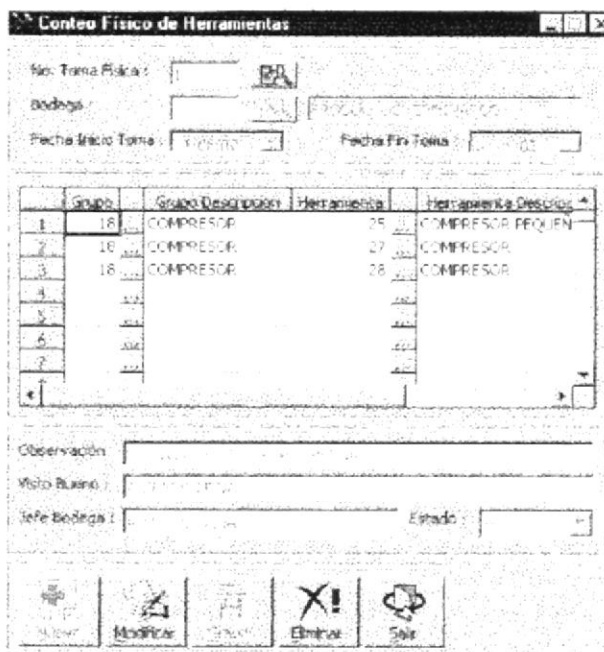 Conteo Físico de Herramientas
No. Toma Física :
Bodega :
Fecha Inicio Toma : Fecha Fin Toma :
Grupo Grupo Descripción Herramienta Herramienta Descripc
1 18 ... COMPRESOR 25 ... COMPRESOR PEQUEN
2 18 ... COMPRESOR 27 ... COMPRESOR
3 18 ... COMPRESOR 28 ... COMPRESOR
4 ... ...
5 ... ...
6 ... ...
7 ... ...
Observación
Visto Bueno :
Jefe Bodega : Estado :
Modificar Eliminar Salir